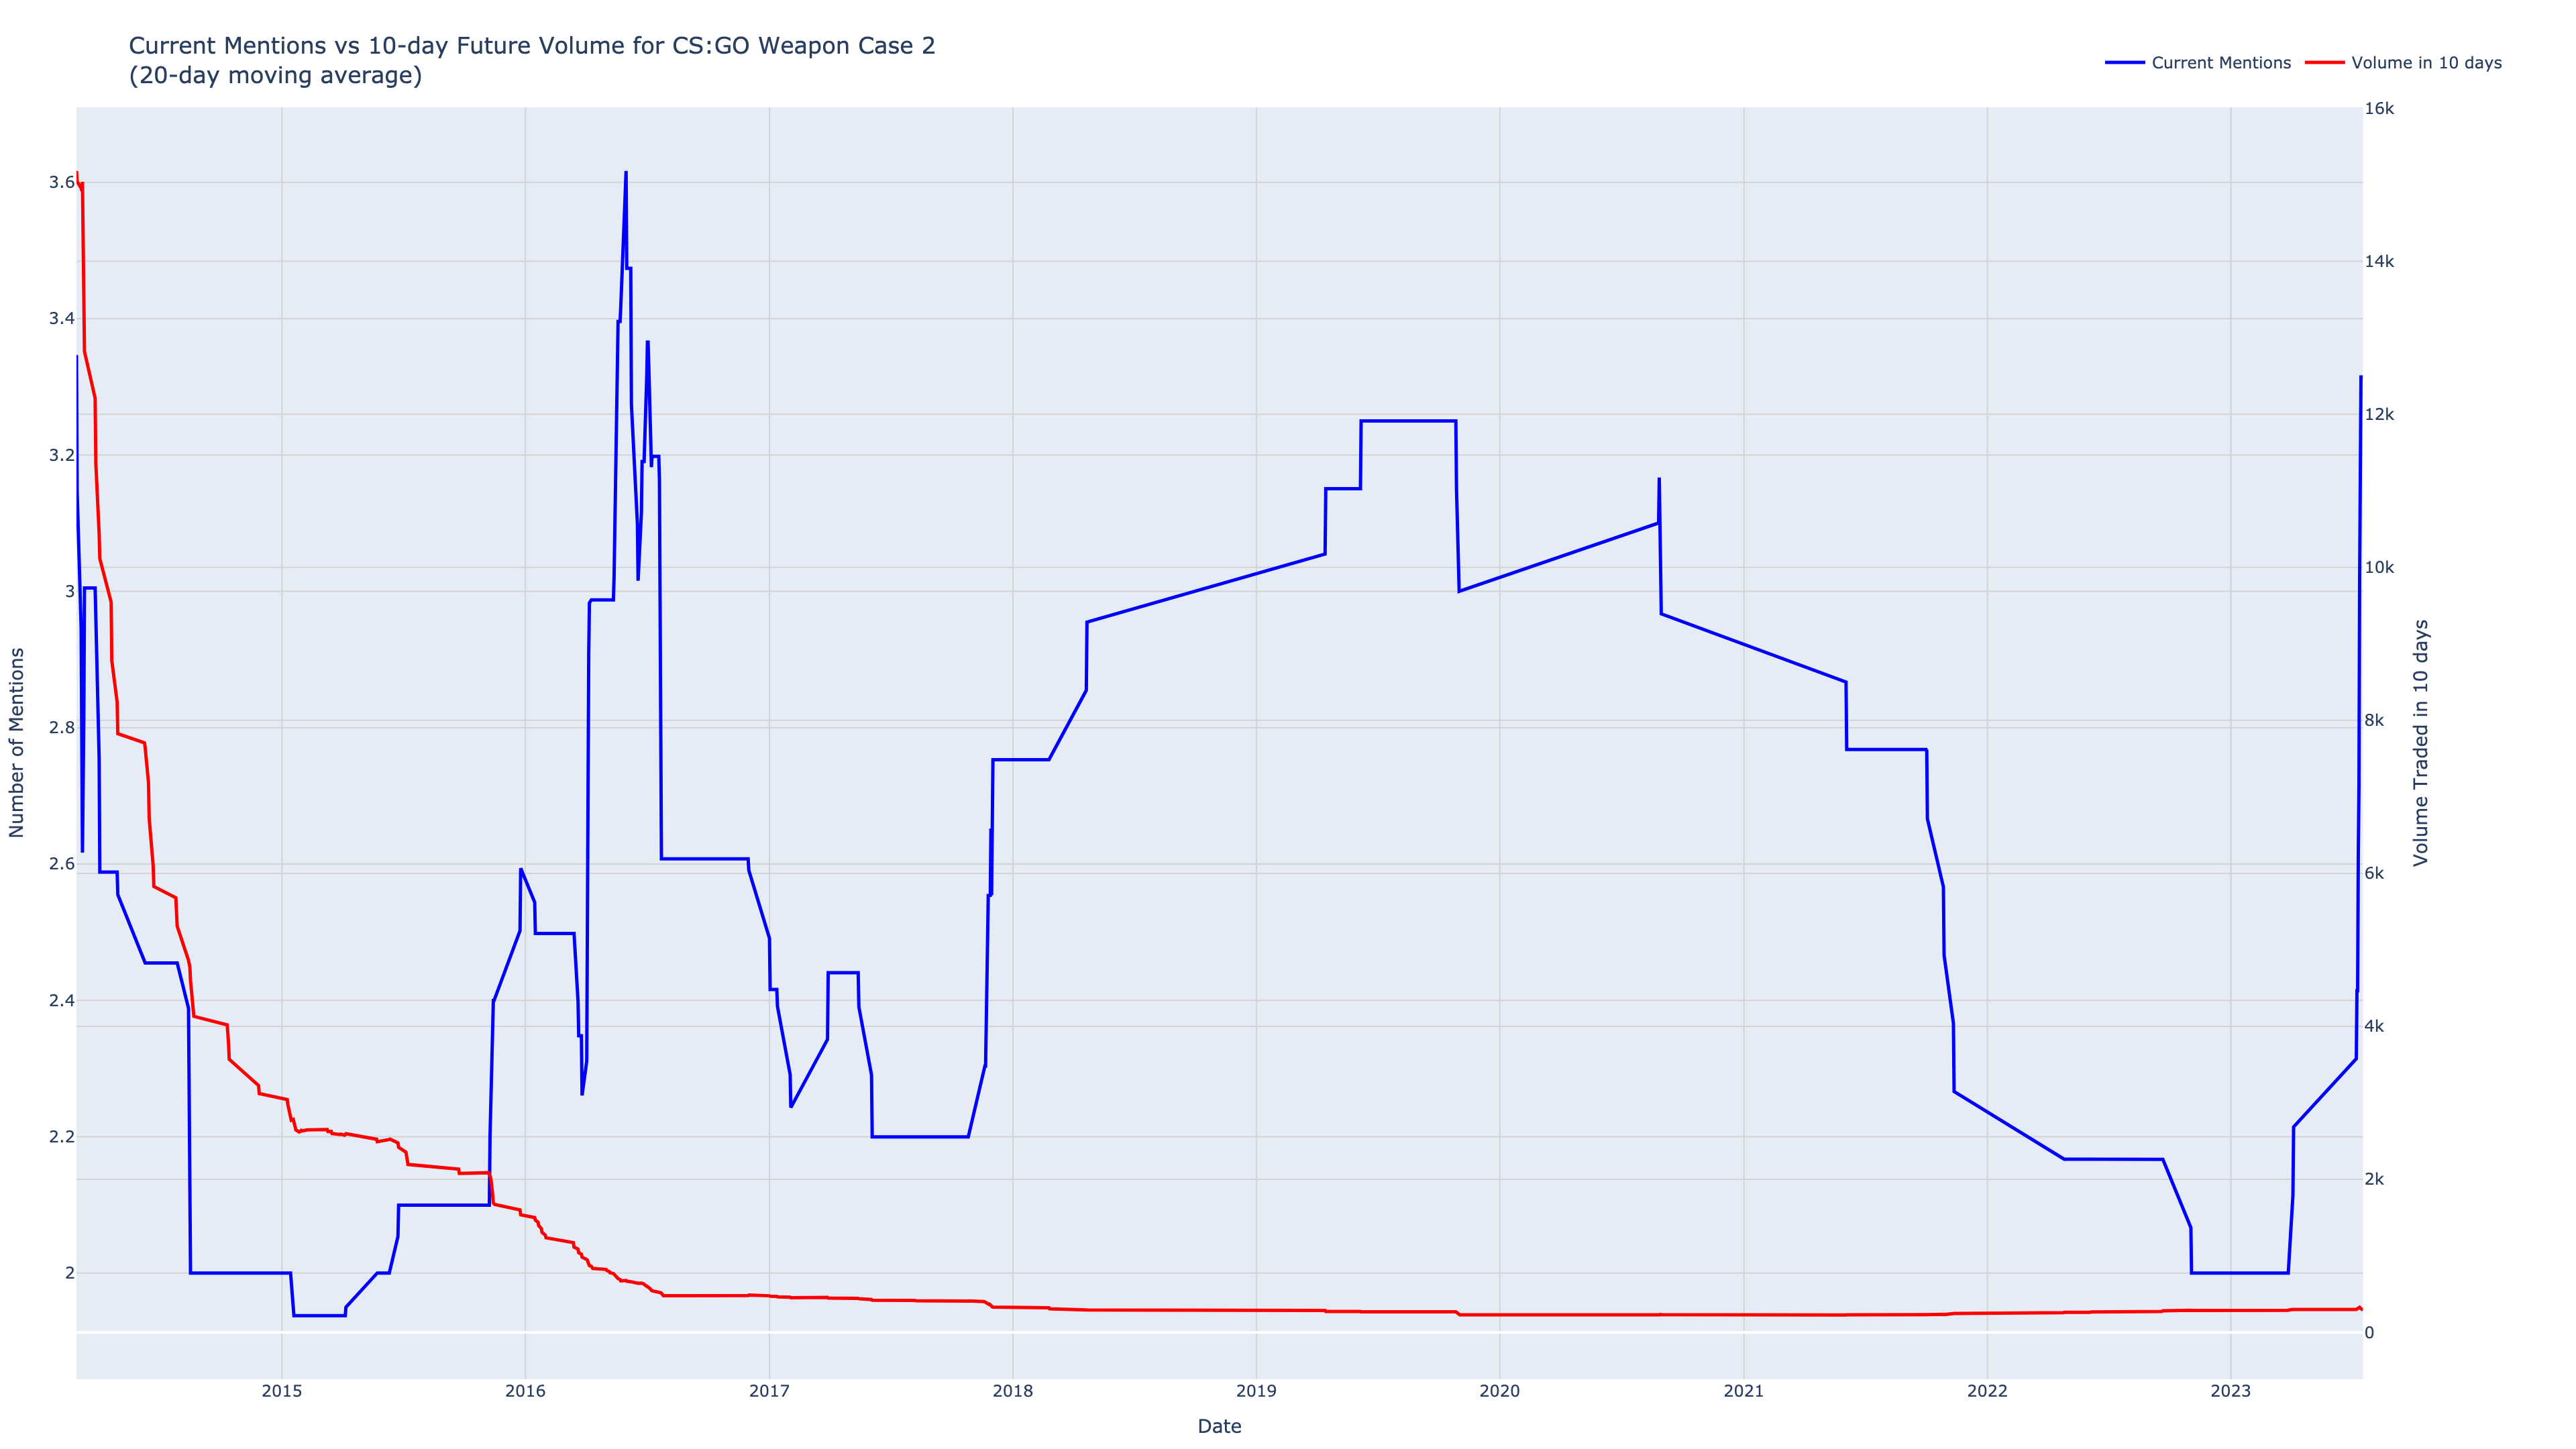 Current Mentions vs 10-day Future Volume for CS:GO Weapon Case 2
(20-day moving average)
Current Mentions
Volume in 10 days
Number of Mentions
3.6
3.4
3.2
3
2.8
2.6
2.4
2.2
2
16k
14k
12k
10k
8k
6k
4k
2k
0
Volume Traded in 10 days
2015
2016
2017
2018
2019
2020
2021
2022
2023
Date